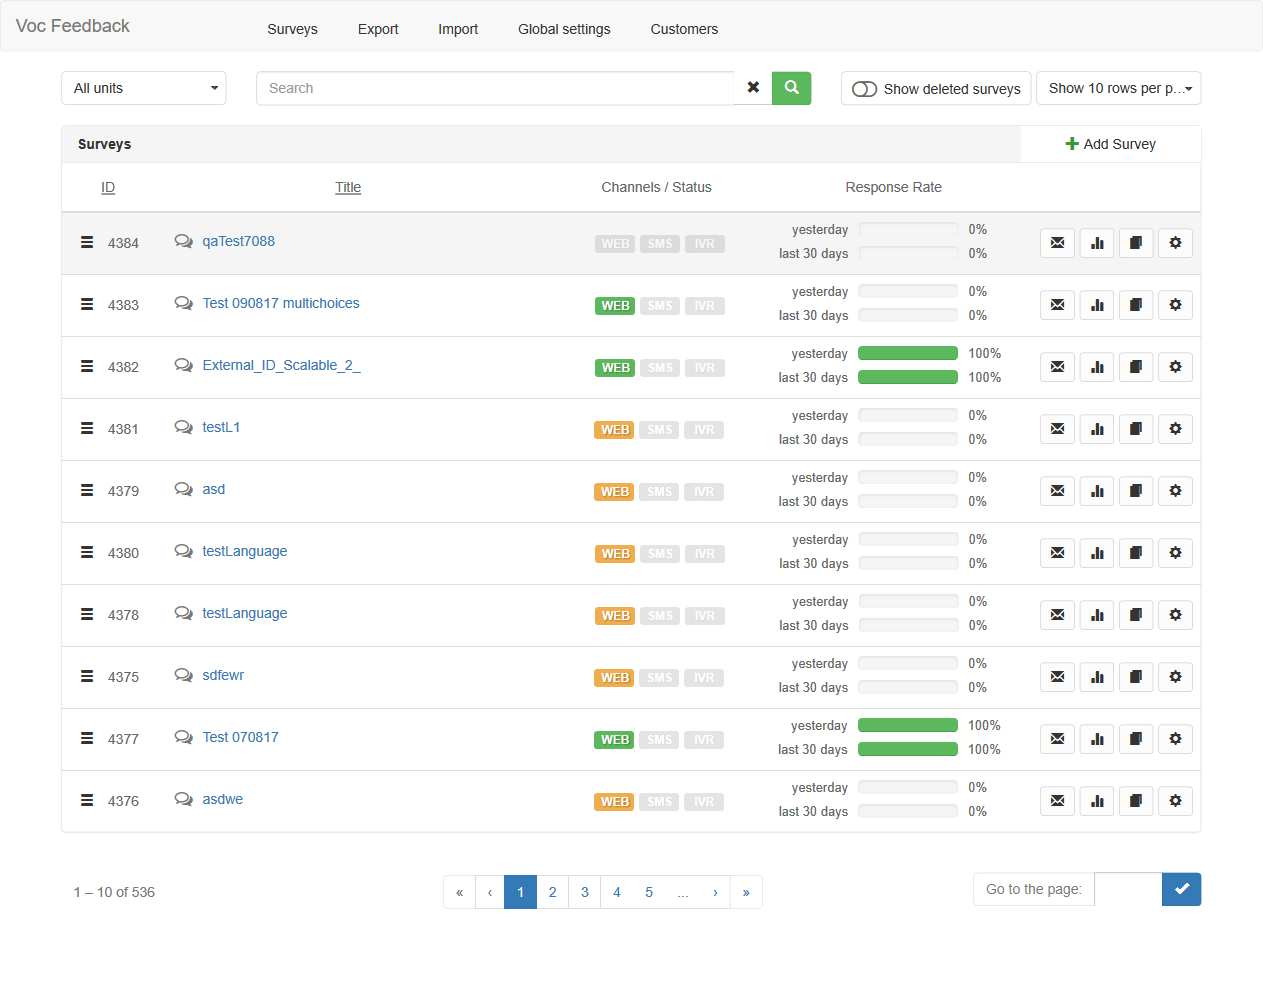 Voc Feedback Surveys Export Import Global settings Customers
All units Search Show deleted surveys Show 10 rows per p...
Surveys Add Survey
ID Title Channels / Status Response Rate
4384 qaTest7088 WEB SMS IVR yesterday 0%
last 30 days 0%
4383 Test 090817 multichoices WEB SMS IVR yesterday 0%
last 30 days 0%
4382 External_ID_Scalable_2_ WEB SMS IVR yesterday 100%
last 30 days 100%
4381 testL1 WEB SMS IVR yesterday 0%
last 30 days 0%
4379 asd WEB SMS IVR yesterday 0%
last 30 days 0%
4380 testLanguage WEB SMS IVR yesterday 0%
last 30 days 0%
4378 testLanguage WEB SMS IVR yesterday 0%
last 30 days 0%
4375 sdfewr WEB SMS IVR yesterday 0%
last 30 days 0%
4377 Test 070817 WEB SMS IVR yesterday 100%
last 30 days 100%
4376 asdwe WEB SMS IVR yesterday 0%
last 30 days 0%
1 – 10 of 536 « ‹ 1 2 3 4 5 ... › » Go to the page: